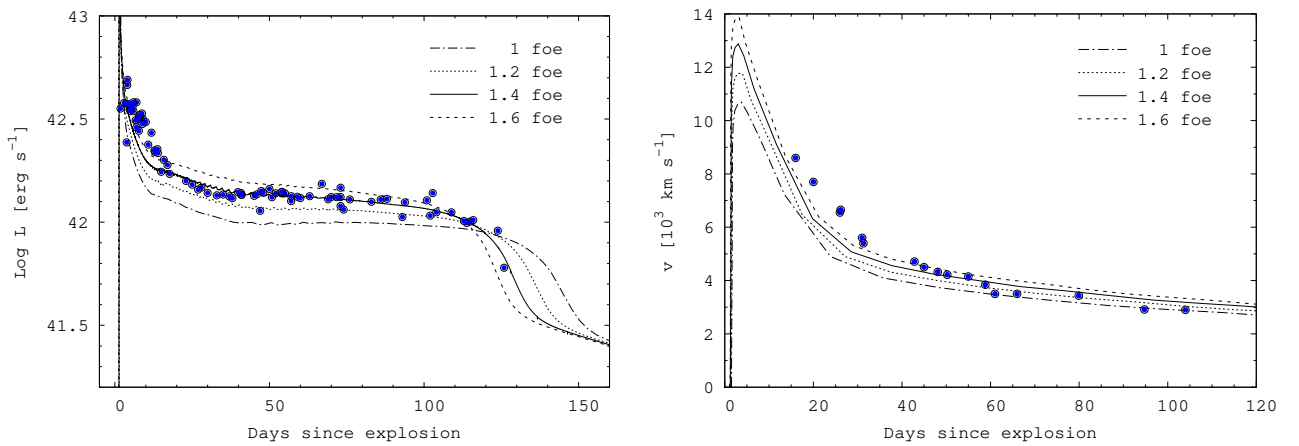 43
42.5
42
41.5
Log L [erg s⁻¹]
0
50
100
150
Days since explosion
1 foe
1.2 foe
1.4 foe
1.6 foe
14
12
10
8
6
4
2
0
v [10³ km s⁻¹]
0
20
40
60
80
100
120
Days since explosion
1 foe
1.2 foe
1.4 foe
1.6 foe